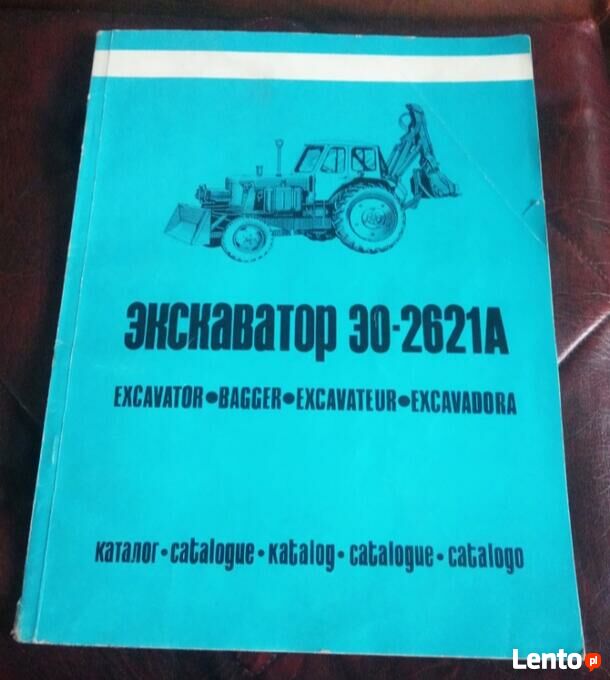 экскаватор ЭО-2621А
EXCAVATOR•BAGGER•EXCAVATEUR•EXCAVADORA
каталог•catalogue•katalog•catalogue•catalogo
Lento.pl